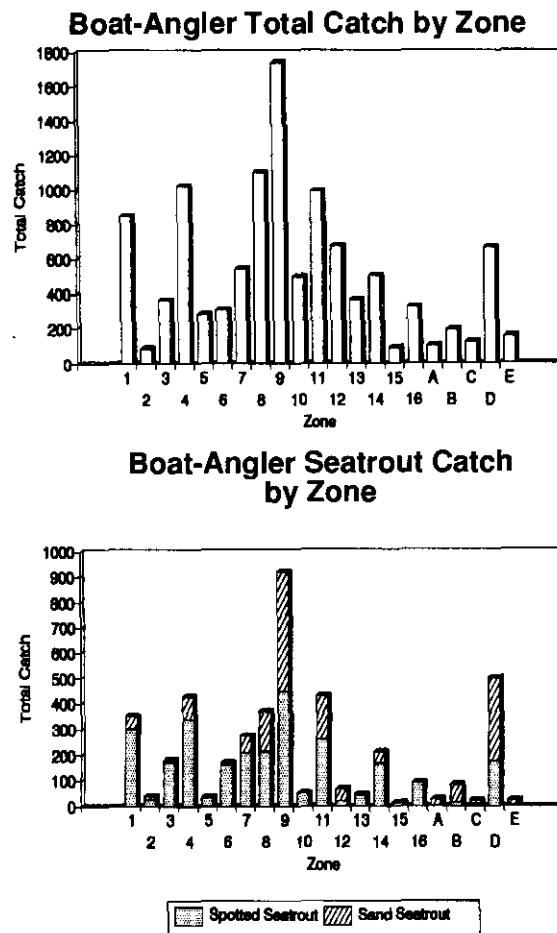 Boat-Angler Total Catch by Zone
1800
1600
1400
1200
1000
800
600
400
200
0
Total Catch
1 3 5 7 9 11 13 15 A C E
2 4 6 8 10 12 14 16 B D
Zone
Boat-Angler Seatrout Catch
by Zone
1000
900
800
700
600
500
400
300
200
100
0
Total Catch
1 3 5 7 9 11 13 15 A C E
2 4 6 8 10 12 14 16 B D
Zone
Spotted Seatrout Sand Seatrout